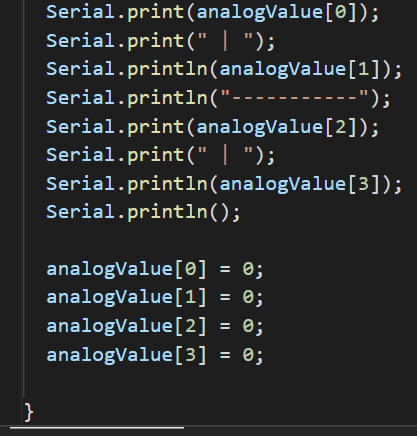 Serial.print(analogValue[0]);
Serial.print(" | ");
Serial.println(analogValue[1]);
Serial.println("-----------");
Serial.print(analogValue[2]);
Serial.print(" | ");
Serial.println(analogValue[3]);
Serial.println();
analogValue[0] = 0;
analogValue[1] = 0;
analogValue[2] = 0;
analogValue[3] = 0;
}